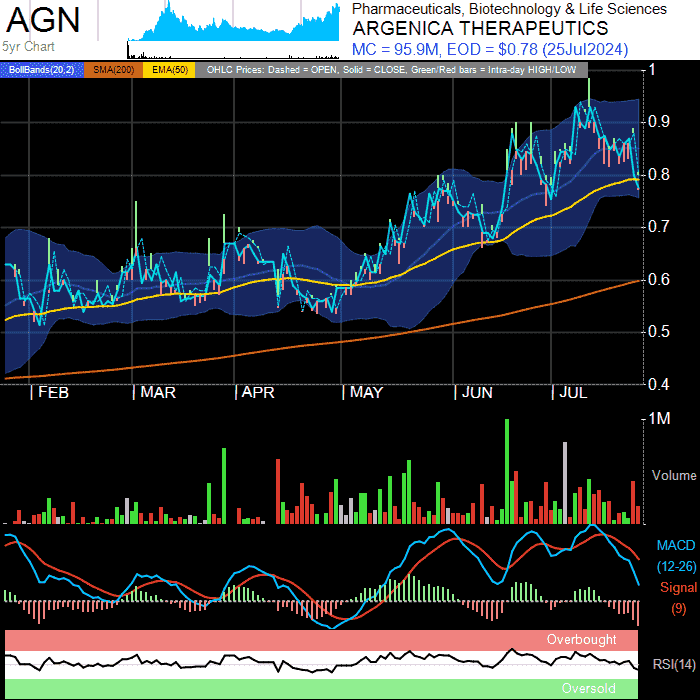 AGN
5yr Chart
Pharmaceuticals, Biotechnology & Life Sciences
ARGENICA THERAPEUTICS
MC = 95.9M, EOD = $0.78 (25Jul2024)
BollBands(20,2) SMA(200) EMA(50) OHLC Prices: Dashed = OPEN, Solid = CLOSE, Green/Red bars = Intra-day HIGH/LOW
1
0.9
0.8
0.7
0.6
0.5
0.4
| FEB | MAR | APR | MAY | JUN | JUL
1M
Volume
MACD
(12-26)
Signal
(9)
Overbought
RSI(14)
Oversold